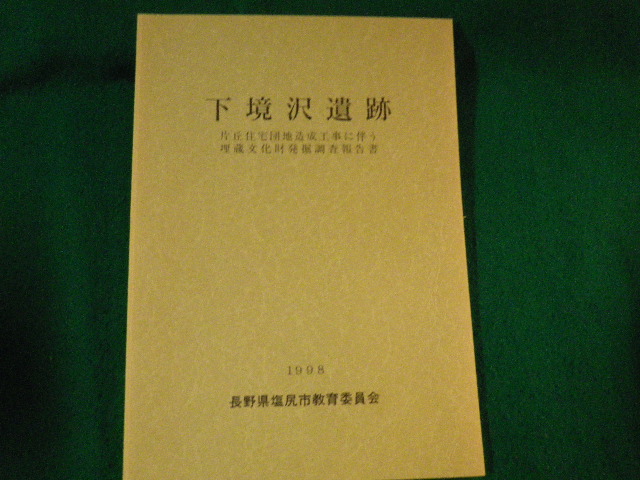 下境沢遺跡
片丘住宅団地造成工事に伴う
埋蔵文化財発掘調査報告書
1998
長野県塩尻市教育委員会